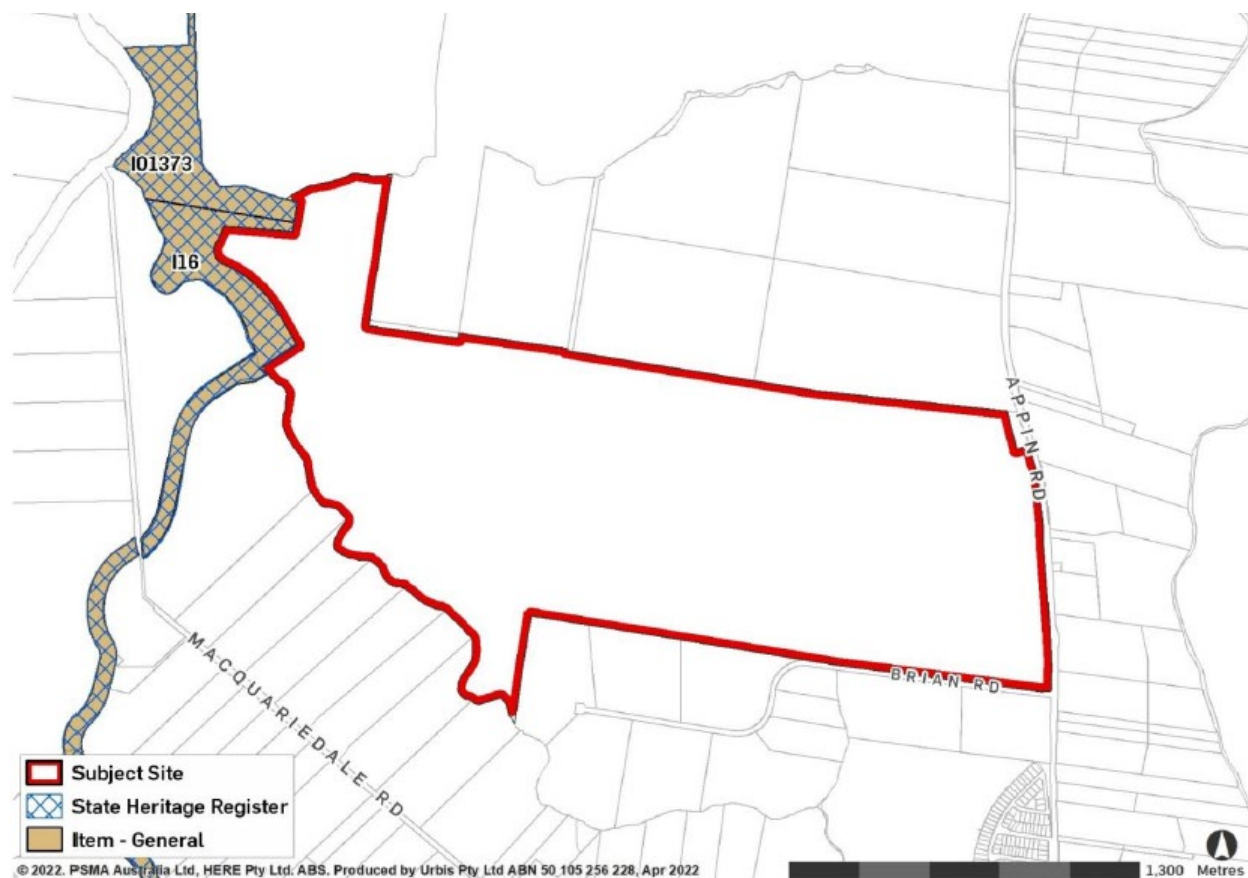 I01373
I16
APPIN RD
BRIAN RD
MACQUARIEDALE RD
Subject Site
State Heritage Register
Item - General
© 2022. PSMA Australia Ltd, HERE Pty Ltd. ABS. Produced by Urbis Pty Ltd ABN 50 105 256 228, Apr 2022
1,300 Metres